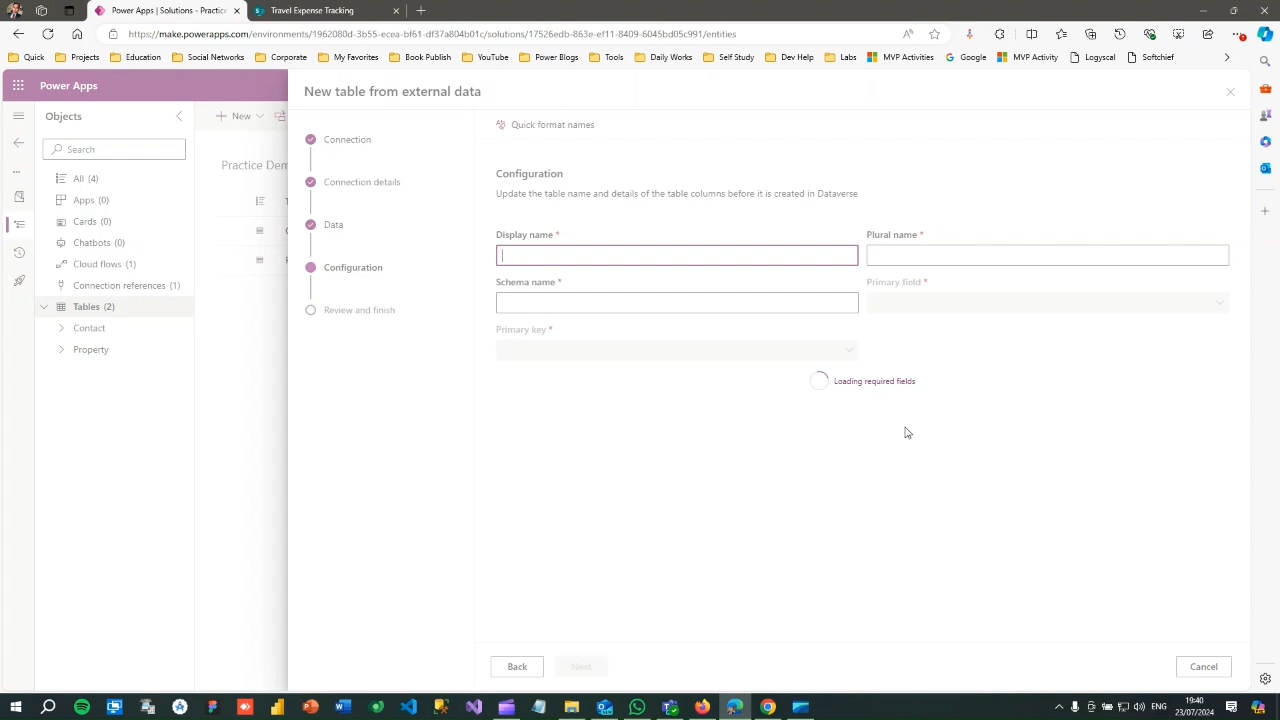 Power Apps | Solutions - Practic
Travel Expense Tracking
https://make.powerapps.com/environments/1962080d-3b55-ecea-bf61-df37a804b01c/solutions/17526edb-863e-ef11-8409-6045bd05c991/entities
Quick
Projects
Education
Social Networks
Corporate
My Favorites
Book Publish
YouTube
Power Blogs
Tools
Daily Works
Self Study
Dev Help
Labs
MVP Activities
Google
MVP Activity
Logyscal
Softchief
Power Apps
New table from external data
Objects
New
Quick format names
Search
Practice Dem
All (4)
Apps (0)
Cards (0)
Chatbots (0)
Cloud flows (1)
Connection references (1)
Tables (2)
Contact
Property
Connection
Connection details
Data
Configuration
Review and finish
Configuration
Update the table name and details of the table columns before it is created in Dataverse
Display name *
Plural name *
Schema name *
Primary field *
Primary key *
Loading required fields
Back
Next
Cancel
ENG
19:40
23/07/2024